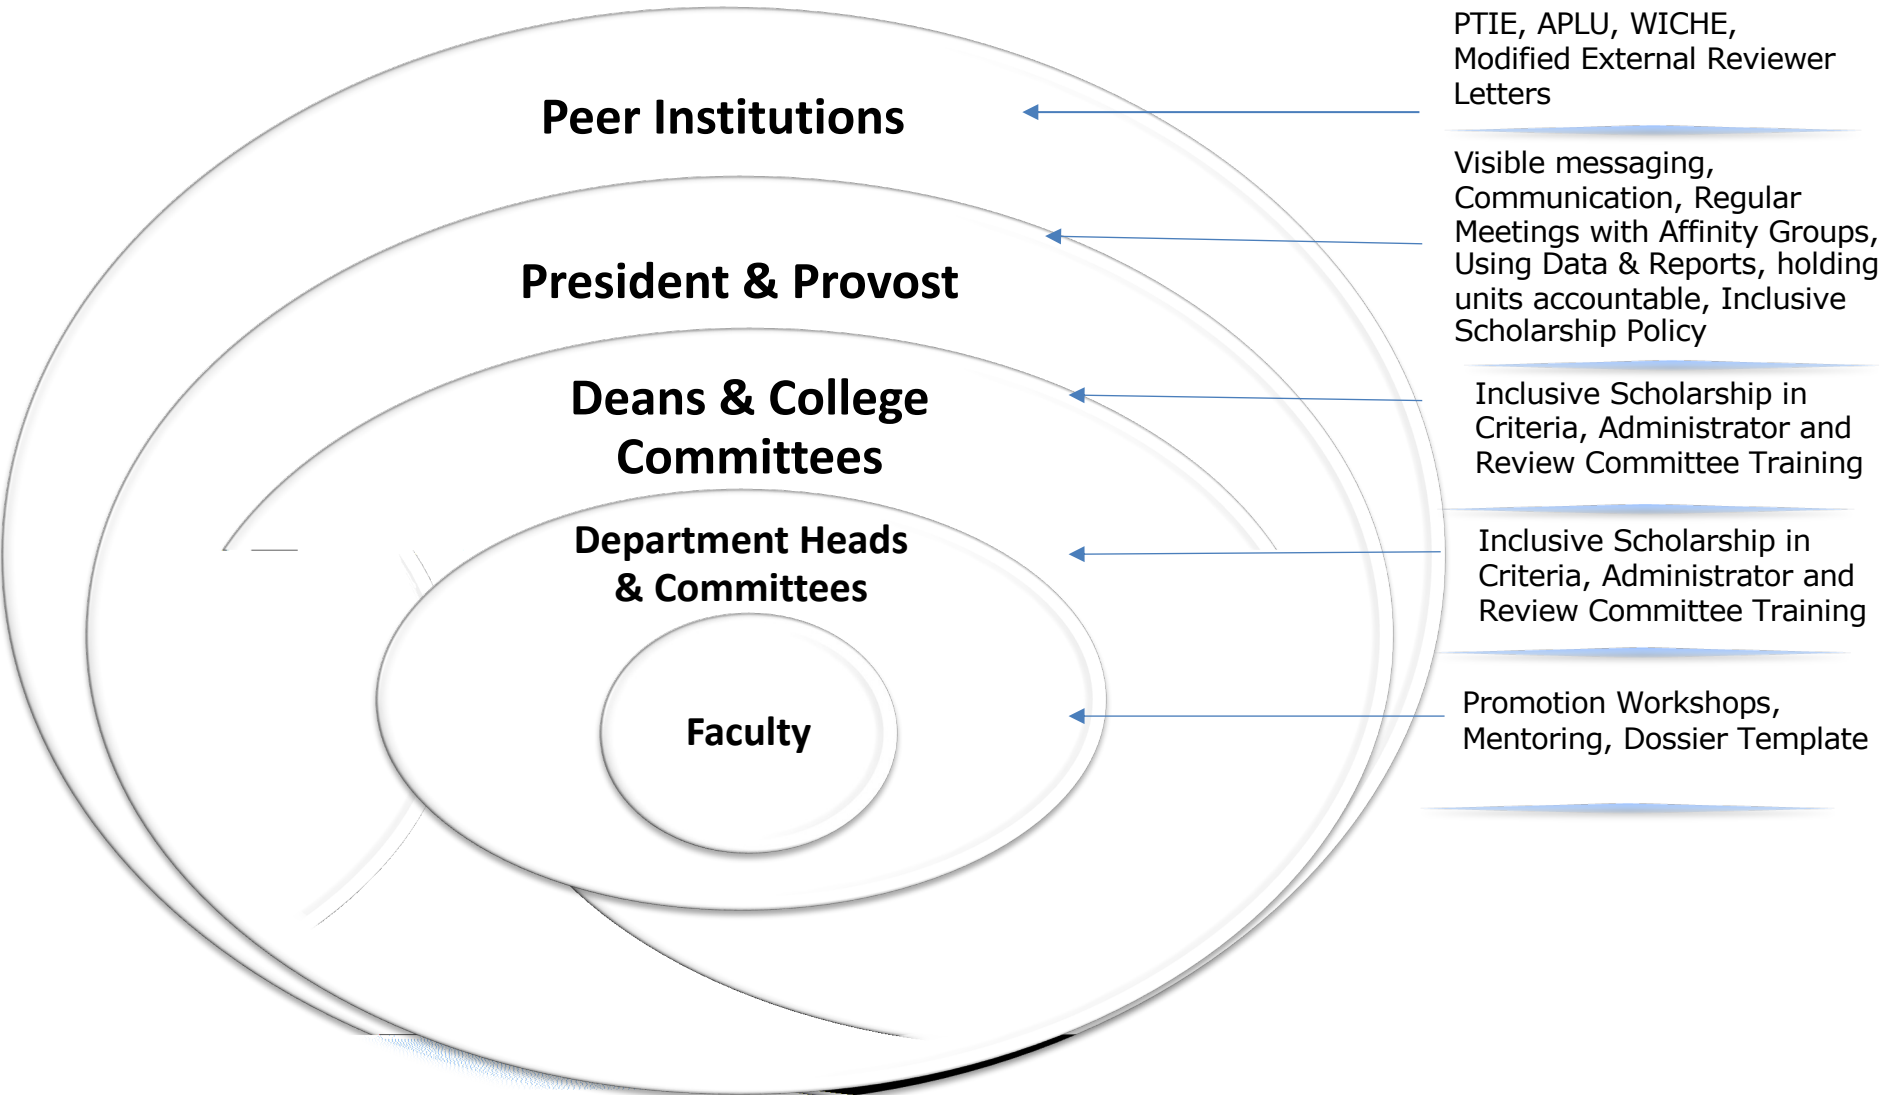 PTIE, APLU, WICHE,
Modified External Reviewer
Letters
Peer Institutions
Visible messaging,
Communication, Regular
Meetings with Affinity Groups,
Using Data & Reports, holding
units accountable, Inclusive
Scholarship Policy
President & Provost
Deans & College
Committees
Inclusive Scholarship in
Criteria, Administrator and
Review Committee Training
Department Heads
& Committees
Inclusive Scholarship in
Criteria, Administrator and
Review Committee Training
Faculty
Promotion Workshops,
Mentoring, Dossier Template